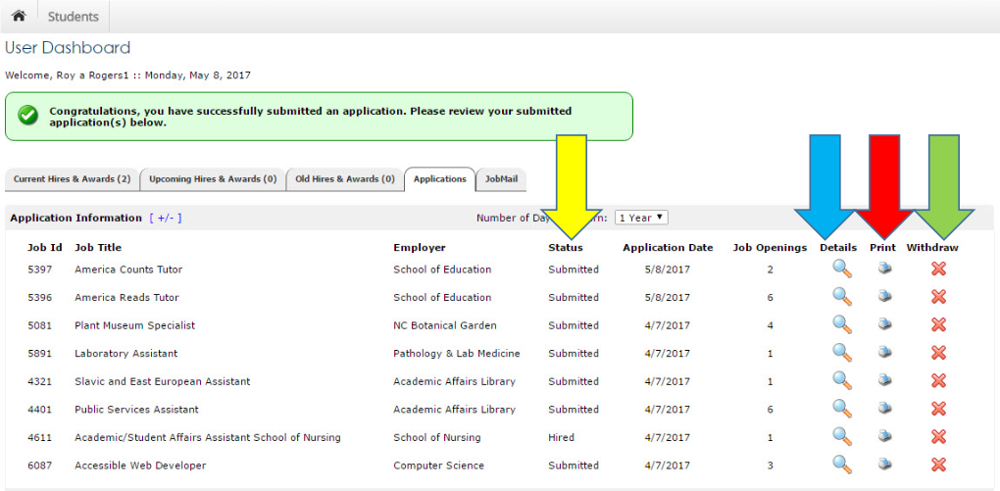 Students
User Dashboard
Welcome, Roy a Rogers1 :: Monday, May 8, 2017
Congratulations, you have successfully submitted an application. Please review your submitted
application(s) below.
Current Hires & Awards (2) Upcoming Hires & Awards (0) Old Hires & Awards (0) Applications JobMail
Application Information [ +/- ] Number of 1 Year
Job Id Job Title Employer Status Application Date Job Openings Details Print Withdraw
5397 America Counts Tutor School of Education Submitted 5/8/2017 2
5396 America Reads Tutor School of Education Submitted 5/8/2017 6
5081 Plant Museum Specialist NC Botanical Garden Submitted 4/7/2017 4
5891 Laboratory Assistant Pathology & Lab Medicine Submitted 4/7/2017 1
4321 Slavic and East European Assistant Academic Affairs Library Submitted 4/7/2017 1
4401 Public Services Assistant Academic Affairs Library Submitted 4/7/2017 6
4611 Academic/Student Affairs Assistant School of Nursing School of Nursing Hired 4/7/2017 1
6087 Accessible Web Developer Computer Science Submitted 4/7/2017 3